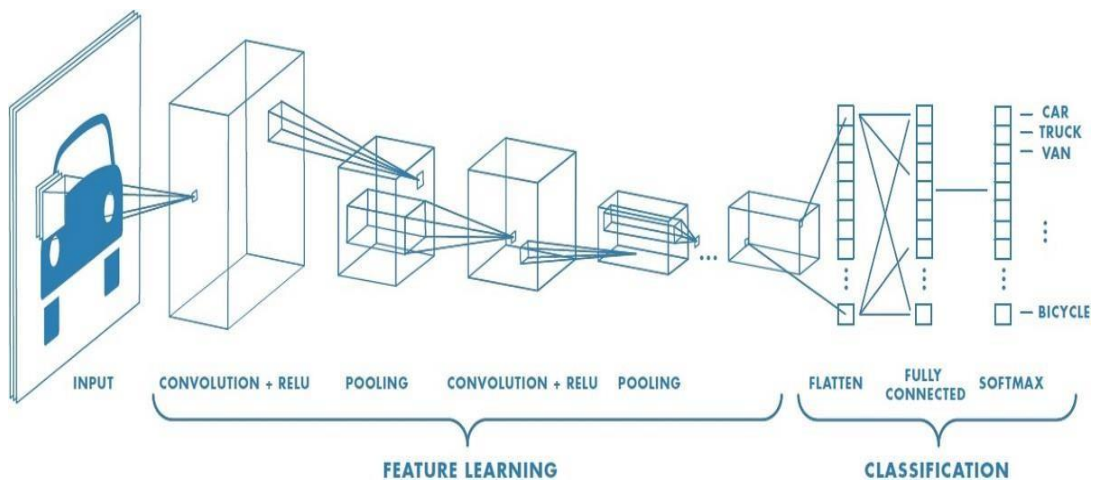 CAR
TRUCK
VAN
BICYCLE
INPUT
CONVOLUTION + RELU
POOLING
CONVOLUTION + RELU
POOLING
FLATTEN
FULLY
CONNECTED
SOFTMAX
FEATURE LEARNING
CLASSIFICATION